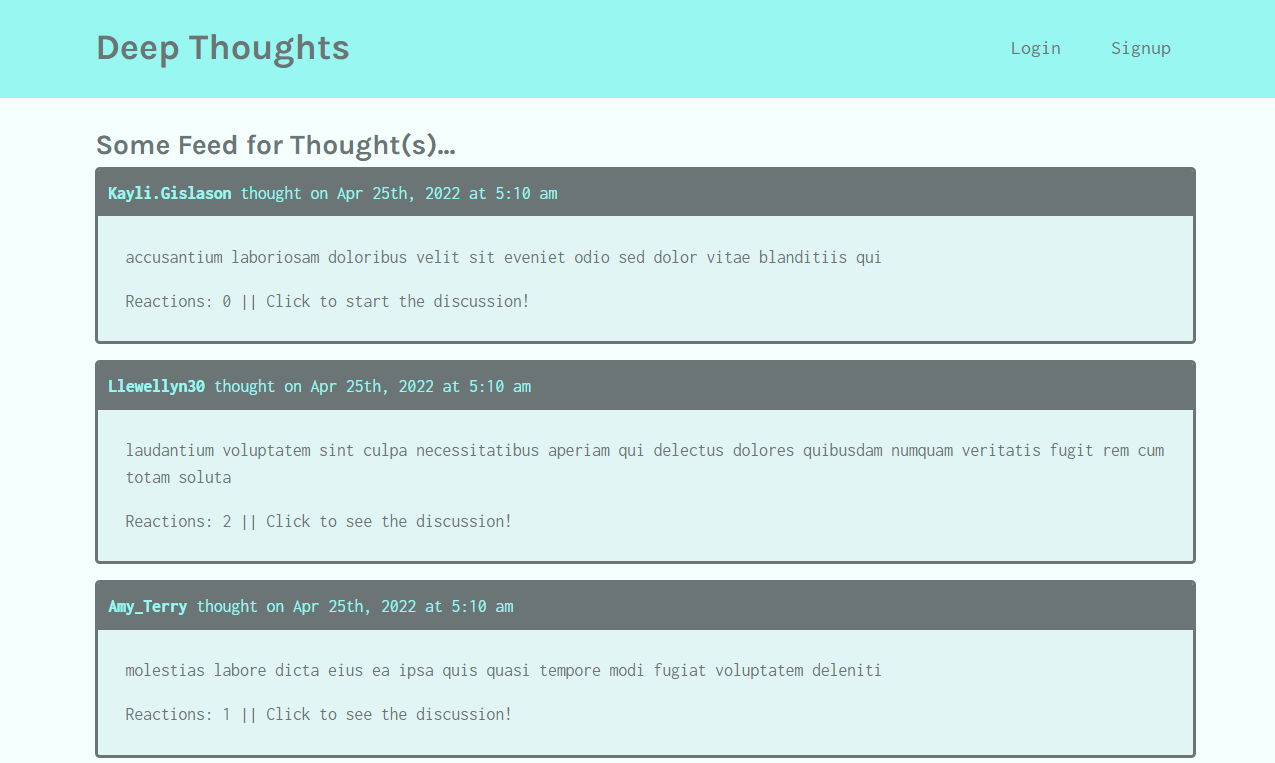 Deep Thoughts
Login Signup
Some Feed for Thought(s)...
Kayli.Gislason thought on Apr 25th, 2022 at 5:10 am
accusantium laboriosam doloribus velit sit eveniet odio sed dolor vitae blanditiis qui
Reactions: 0 || Click to start the discussion!
Llewellyn30 thought on Apr 25th, 2022 at 5:10 am
laudantium voluptatem sint culpa necessitatibus aperiam qui delectus dolores quibusdam numquam veritatis fugit rem cum
totam soluta
Reactions: 2 || Click to see the discussion!
Amy_Terry thought on Apr 25th, 2022 at 5:10 am
molestias labore dicta eius ea ipsa quis quasi tempore modi fugiat voluptatem deleniti
Reactions: 1 || Click to see the discussion!